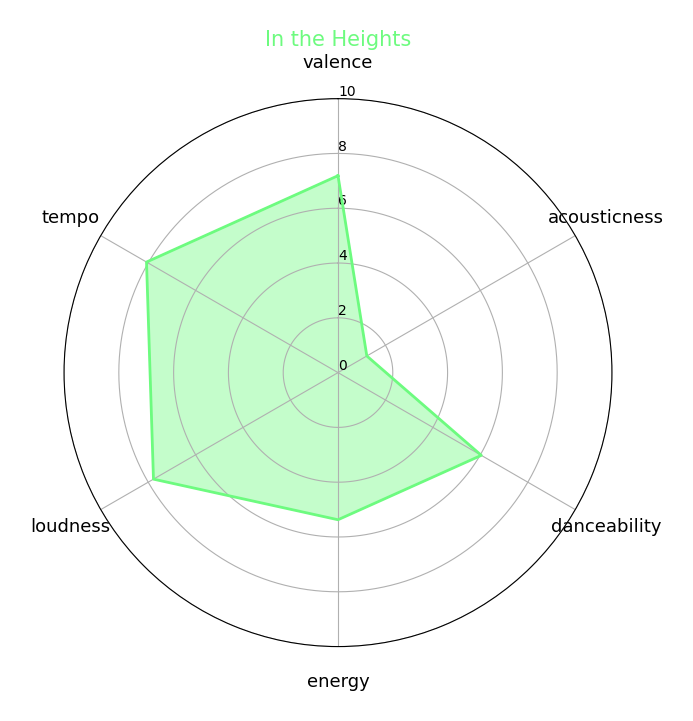 In the Heights
valence
10
8
tempo
6
acousticness
4
2
0
loudness
danceability
energy